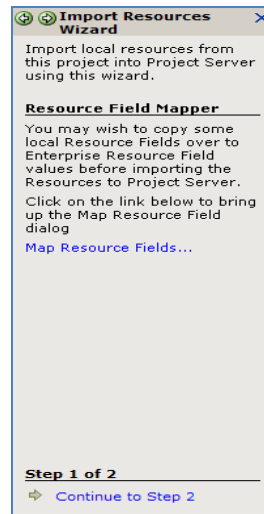 Import Resources
Wizard
Import local resources from
this project into Project Server
using this wizard.
Resource Field Mapper
You may wish to copy some
local Resource Fields over to
Enterprise Resource Field
values before importing the
Resources to Project Server.
Click on the link below to bring
up the Map Resource Field
dialog
Map Resource Fields...
Step 1 of 2
Continue to Step 2